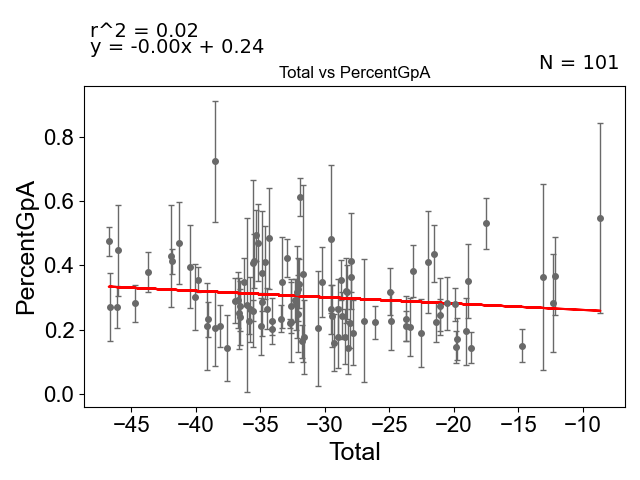 r^2 = 0.02
y = -0.00x + 0.24
N = 101
Total vs PercentGpA
PercentGpA
0.8
0.6
0.4
0.2
0.0
−45 −40 −35 −30 −25 −20 −15 −10
Total